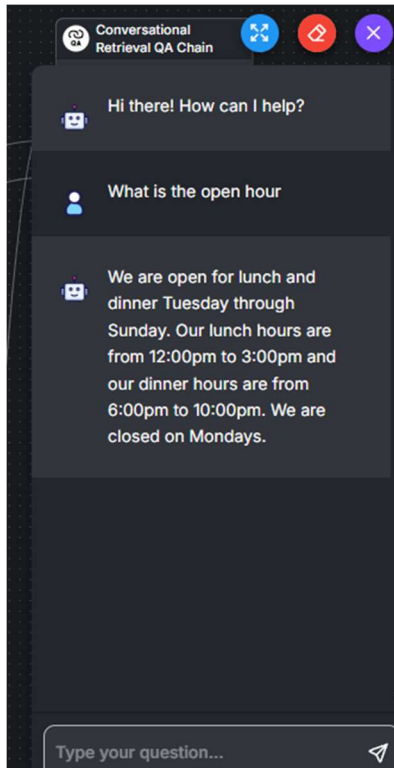 Conversational
Retrieval QA Chain
QA
Hi there! How can I help?
What is the open hour
We are open for lunch and
dinner Tuesday through
Sunday. Our lunch hours are
from 12:00pm to 3:00pm and
our dinner hours are from
6:00pm to 10:00pm. We are
closed on Mondays.
Type your question...